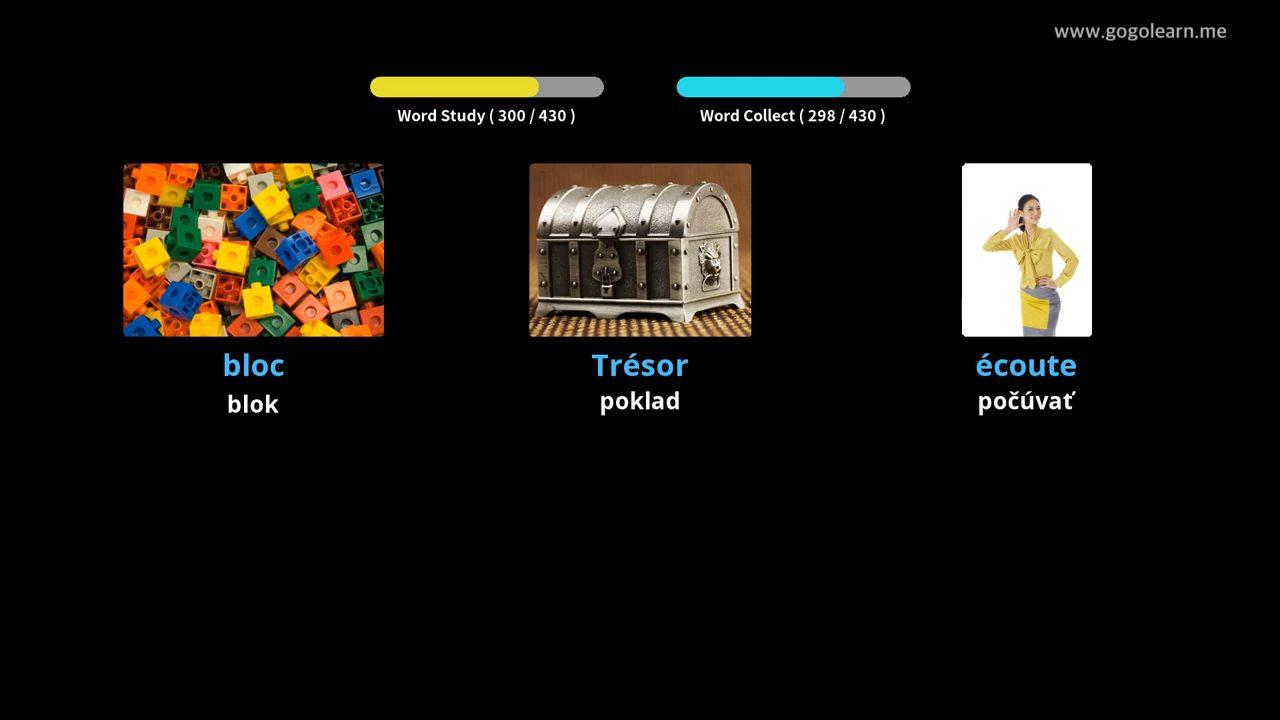 www.gogolearn.me
Word Study ( 300 / 430 )
Word Collect ( 298 / 430 )
bloc
blok
Trésor
poklad
écoute
počúvať